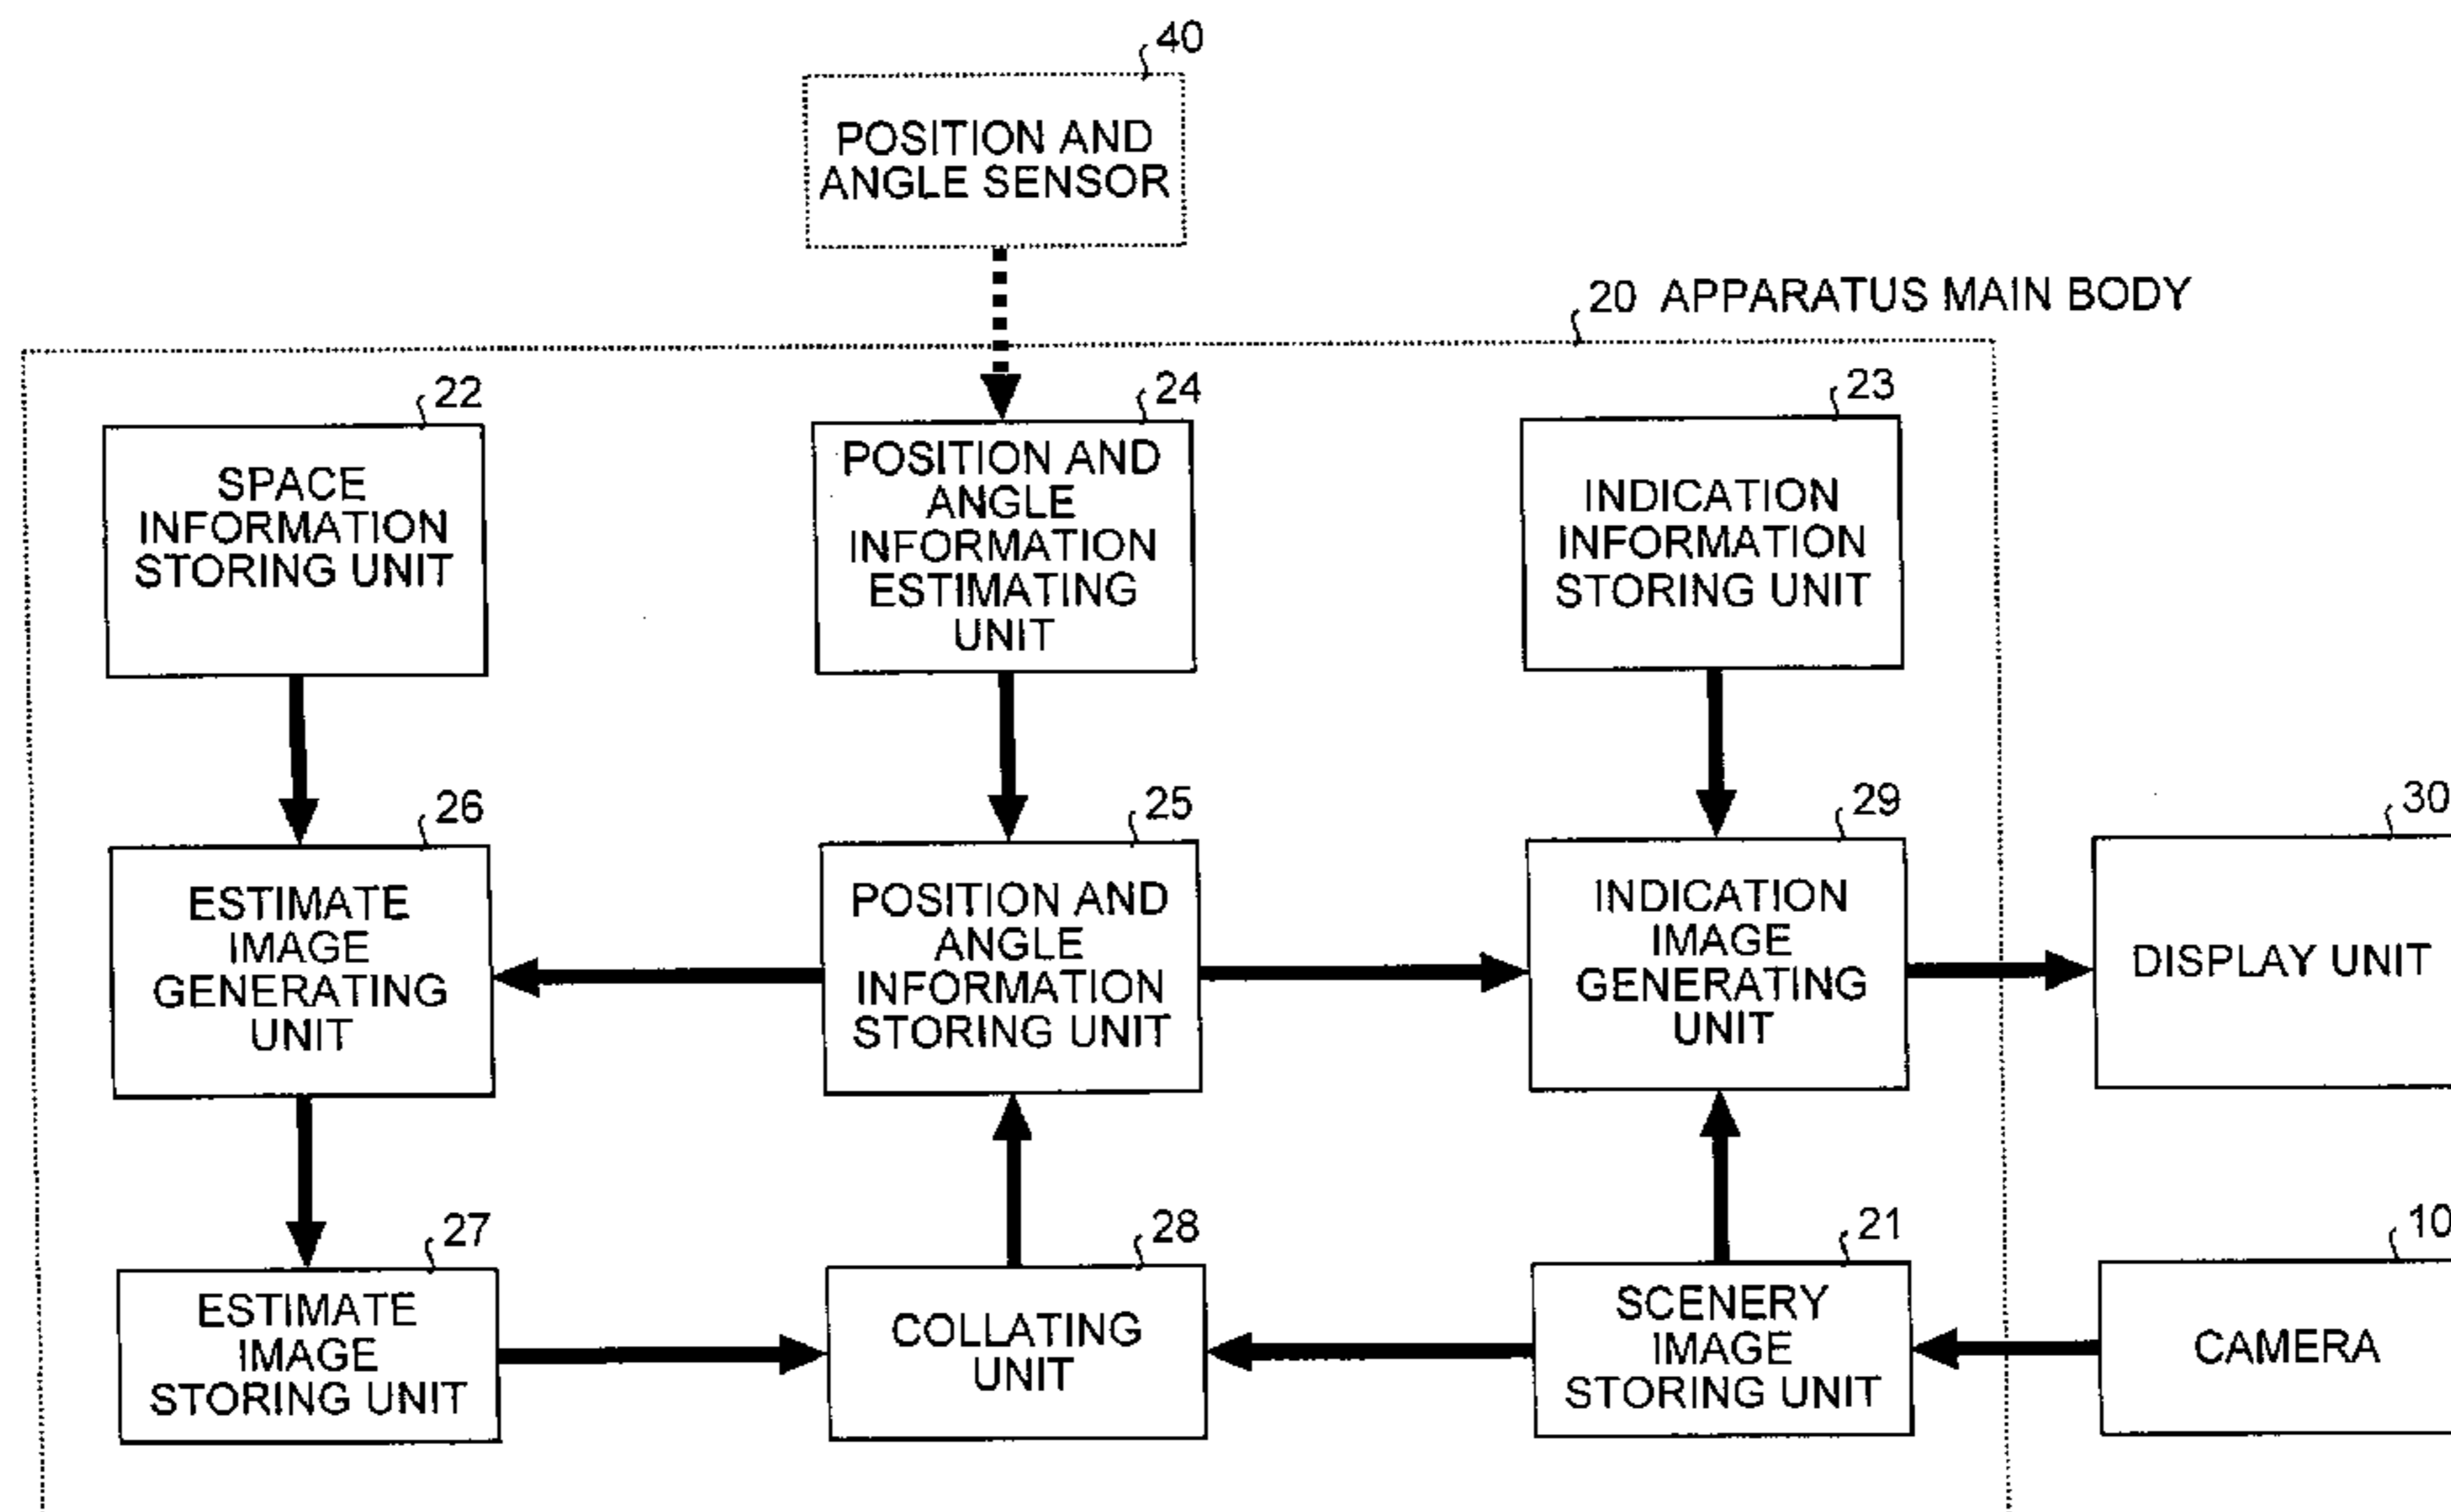 40
POSITION AND
ANGLE SENSOR
20 APPARATUS MAIN BODY
22
SPACE
INFORMATION
STORING UNIT
24
POSITION AND
ANGLE
INFORMATION
ESTIMATING
UNIT
23
INDICATION
INFORMATION
STORING UNIT
26
ESTIMATE
IMAGE
GENERATING
UNIT
25
POSITION AND
ANGLE
INFORMATION
STORING UNIT
29
INDICATION
IMAGE
GENERATING
UNIT
30
DISPLAY UNIT
27
ESTIMATE
IMAGE
STORING UNIT
28
COLLATING
UNIT
21
SCENERY
IMAGE
STORING UNIT
10
CAMERA